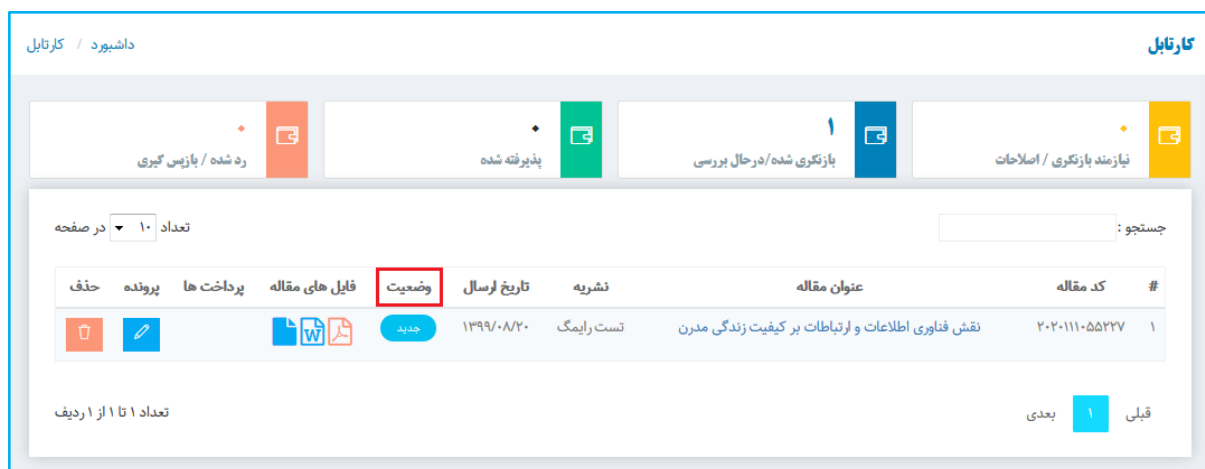 کارتابل
داشبورد / کارتابل
۰
نیازمند بازنگری / اصلاحات
۱
بازنگری شده/درحال بررسی
۰
پذیرفته شده
۰
رد شده / بازپس گیری
جستجو :
تعداد ۱۰ در صفحه
# کد مقاله عنوان مقاله نشریه تاریخ ارسال وضعیت فایل های مقاله پرداخت ها پرونده حذف
۱ ۲۰۲۰۱۱۱۰۵۵۲۲۷ نقش فناوری اطلاعات و ارتباطات بر کیفیت زندگی مدرن تست رایمگ ۱۳۹۹/۰۸/۲۰ جدید
قبلی ۱ بعدی
تعداد ۱ تا ۱ از ۱ ردیف